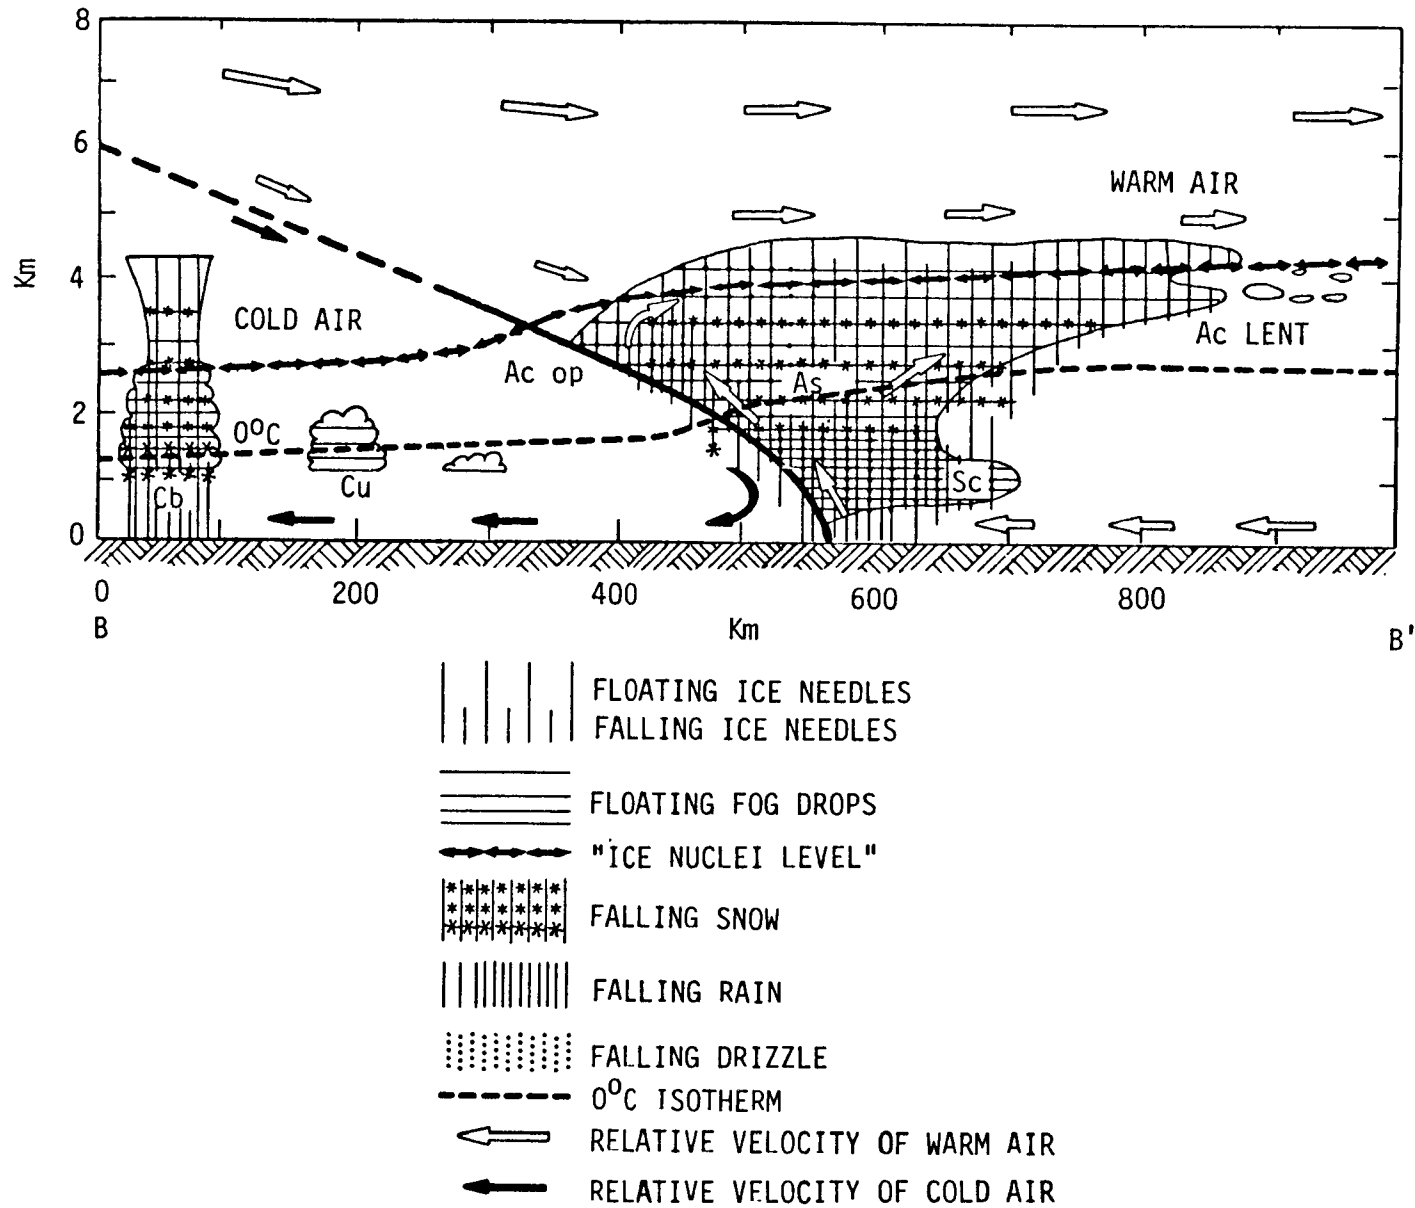 8
6
4
2
0
Km
WARM AIR
COLD AIR
Ac op
As
Ac LENT
0°C
Cu
Cb
Sc
0 200 400 600 800
B Km B'
FLOATING ICE NEEDLES
FALLING ICE NEEDLES
FLOATING FOG DROPS
"ICE NUCLEI LEVEL"
FALLING SNOW
FALLING RAIN
FALLING DRIZZLE
0°C ISOTHERM
RELATIVE VELOCITY OF WARM AIR
RELATIVE VELOCITY OF COLD AIR